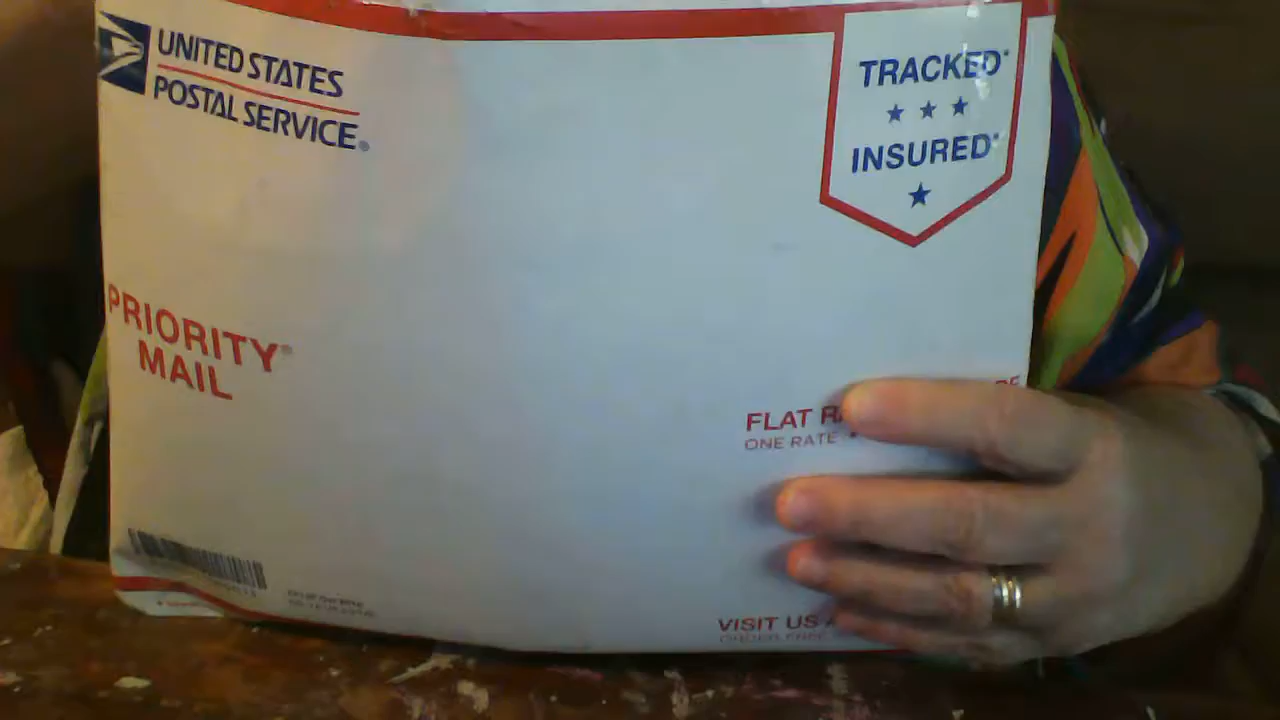 UNITED STATES
POSTAL SERVICE®
TRACKED*
★ ★ ★
INSURED*
★
PRIORITY®
MAIL
FLAT
ONE RATE
VISIT US